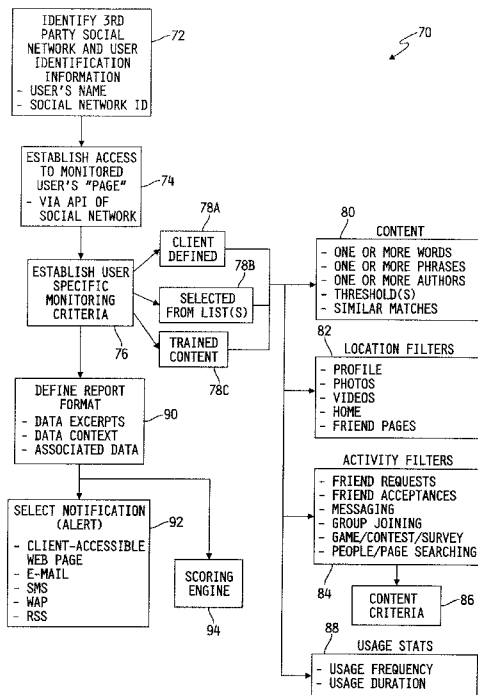 IDENTIFY 3RD
PARTY SOCIAL
NETWORK AND USER
IDENTIFICATION
INFORMATION
- USER'S NAME
- SOCIAL NETWORK ID
72
70
ESTABLISH ACCESS
TO MONITORED
USER'S "PAGE"
- VIA API OF
SOCIAL NETWORK
74
ESTABLISH USER
SPECIFIC
MONITORING
CRITERIA
76
78A
CLIENT
DEFINED
78B
SELECTED
FROM LIST(S)
TRAINED
CONTENT
78C
CONTENT
80
- ONE OR MORE WORDS
- ONE OR MORE PHRASES
- ONE OR MORE AUTHORS
- THRESHOLD(S)
- SIMILAR MATCHES
82
LOCATION FILTERS
- PROFILE
- PHOTOS
- VIDEOS
- HOME
- FRIEND PAGES
DEFINE REPORT
FORMAT
- DATA EXCERPTS
- DATA CONTEXT
- ASSOCIATED DATA
90
ACTIVITY FILTERS
- FRIEND REQUESTS
- FRIEND ACCEPTANCES
- MESSAGING
- GROUP JOINING
- GAME/CONTEST/SURVEY
- PEOPLE/PAGE SEARCHING
84
SELECT NOTIFICATION
(ALERT)
- CLIENT-ACCESSIBLE
WEB PAGE
- E-MAIL
- SMS
- WAP
- RSS
92
SCORING
ENGINE
94
CONTENT
CRITERIA
86
88
USAGE STATS
- USAGE FREQUENCY
- USAGE DURATION